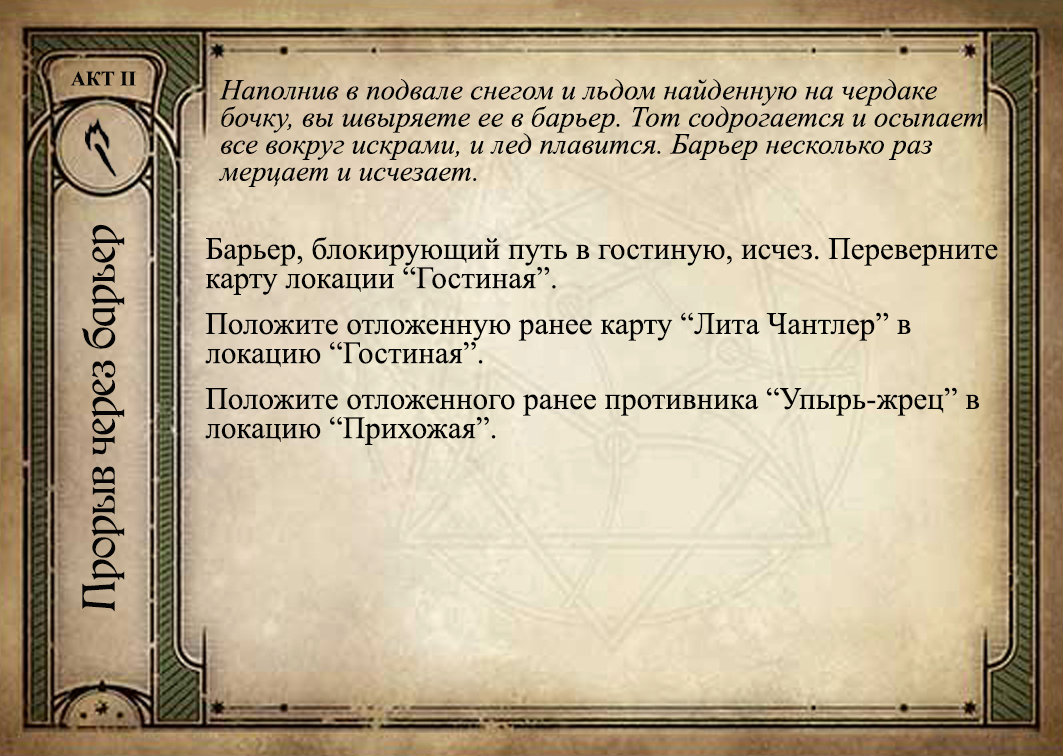 АКТ II
Прорыв через барьер
Наполнив в подвале снегом и льдом найденную на чердаке
бочку, вы швыряете ее в барьер. Тот содрогается и осыпает
все вокруг искрами, и лед плавится. Барьер несколько раз
мерцает и исчезает.
Барьер, блокирующий путь в гостиную, исчез. Переверните
карту локации “Гостиная”.
Положите отложенную ранее карту “Лита Чантлер” в
локацию “Гостиная”.
Положите отложенного ранее противника “Упырь-жрец” в
локацию “Прихожая”.